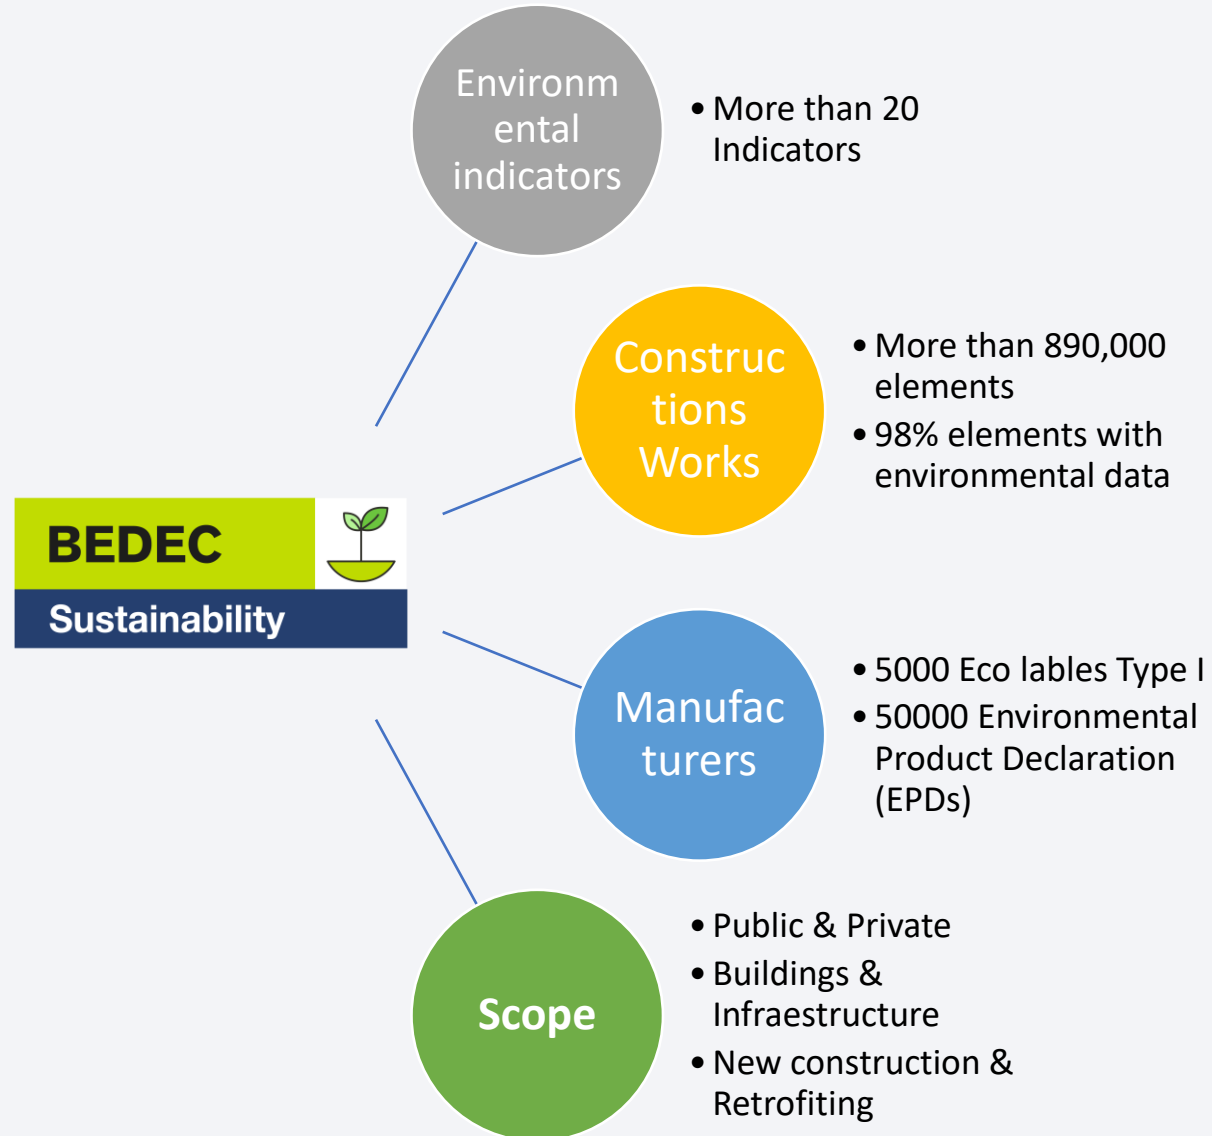 Environm
ental
indicators
• More than 20
Indicators
Construc
tions
Works
• More than 890,000
elements
• 98% elements with
environmental data
BEDEC
Sustainability
Manufac
turers
• 5000 Eco lables Type I
• 50000 Environmental
Product Declaration
(EPDs)
Scope
• Public & Private
• Buildings &
Infraestructure
• New construction &
Retrofiting